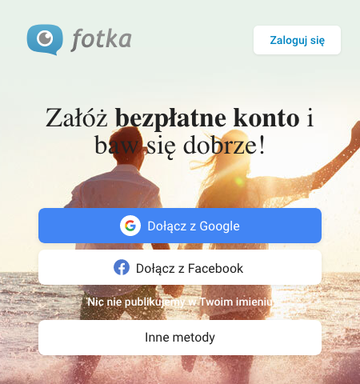 fotka
Zaloguj się
Załóż bezpłatne konto i
baw się dobrze!
Dołącz z Google
Dołącz z Facebook
Nic nie publikujemy w Twoim imieniu
Inne metody